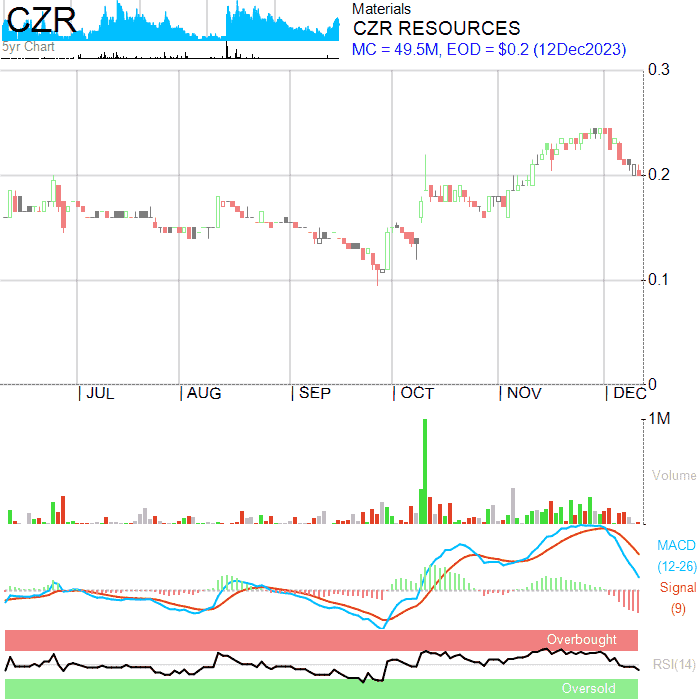 CZR
5yr Chart
Materials
CZR RESOURCES
MC = 49.5M, EOD = $0.2 (12Dec2023)
0.3
0.2
0.1
0
JUL
AUG
SEP
OCT
NOV
DEC
1M
Volume
MACD
(12-26)
Signal
(9)
Overbought
RSI(14)
Oversold